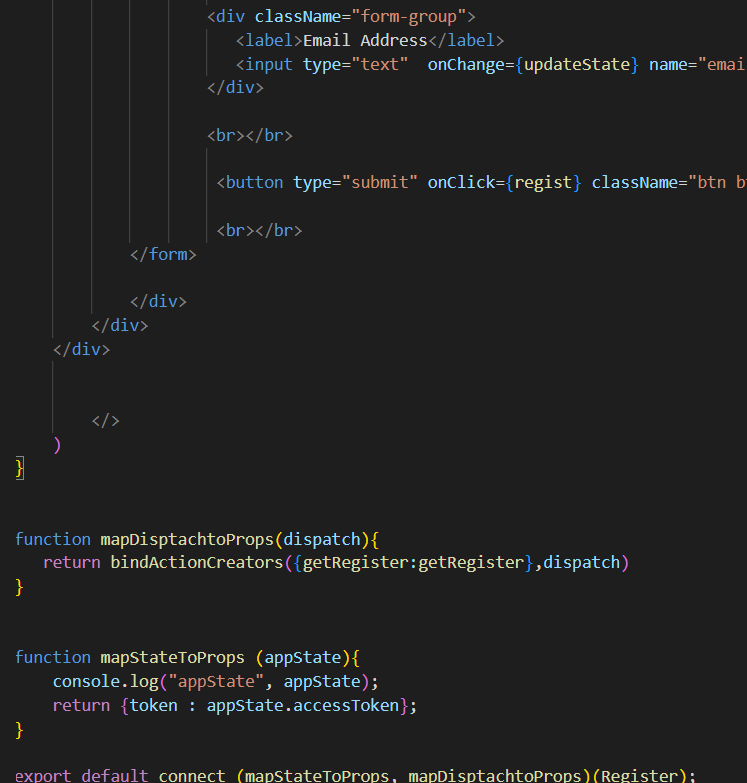 <div className="form-group">
<label>Email Address</label>
<input type="text"  onChange={updateState} name="emai
</div>
<br></br>
<button type="submit" onClick={regist} className="btn b
<br></br>
</form>
</div>
</div>
</div>
</>
)
}
function mapDisptachtoProps(dispatch){
return bindActionCreators({getRegister:getRegister},dispatch)
}
function mapStateToProps (appState){
console.log("appState", appState);
return {token : appState.accessToken};
}
export default connect (mapStateToProps, mapDisptachtoProps)(Register);